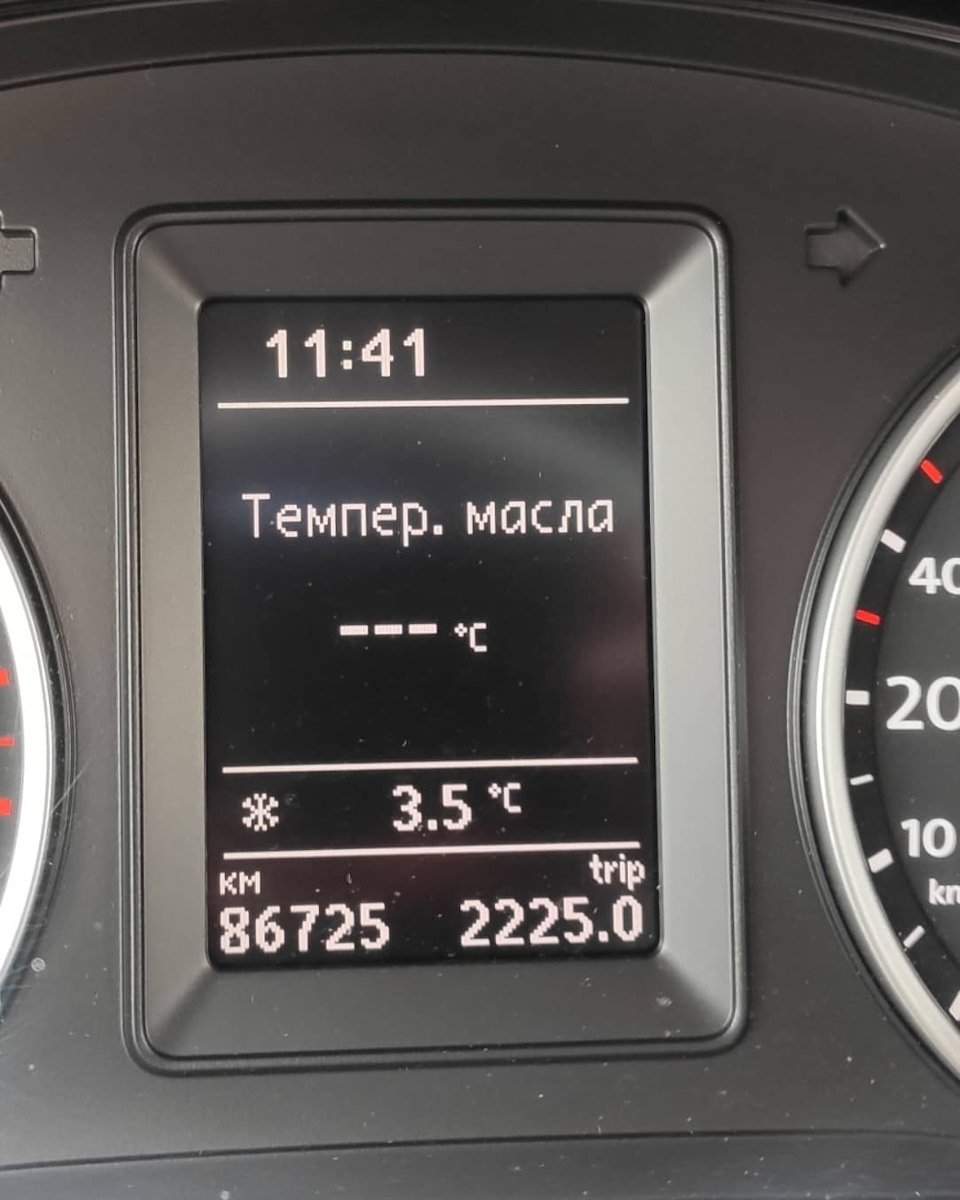 11:41
Темпер. масла
--- °C
3.5 °C
км trip
86725 2225.0
40
20
10